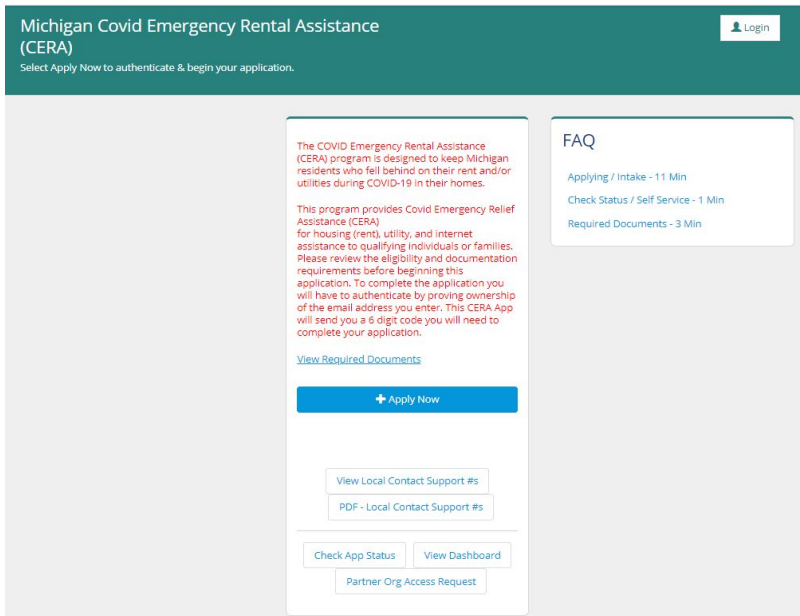 Michigan Covid Emergency Rental Assistance
(CERA)
Select Apply Now to authenticate & begin your application.
Login
The COVID Emergency Rental Assistance
(CERA) program is designed to keep Michigan
residents who fell behind on their rent and/or
utilities during COVID-19 in their homes.
This program provides Covid Emergency Relief
Assistance (CERA)
for housing (rent), utility, and internet
assistance to qualifying individuals or families.
Please review the eligibility and documentation
requirements before beginning this
application. To complete the application you
will have to authenticate by proving ownership
of the email address you enter. This CERA App
will send you a 6 digit code you will need to
complete your application.
View Required Documents
Apply Now
View Local Contact Support #s
PDF - Local Contact Support #s
Check App Status
View Dashboard
Partner Org Access Request
FAQ
Applying / Intake - 11 Min
Check Status / Self Service - 1 Min
Required Documents - 3 Min